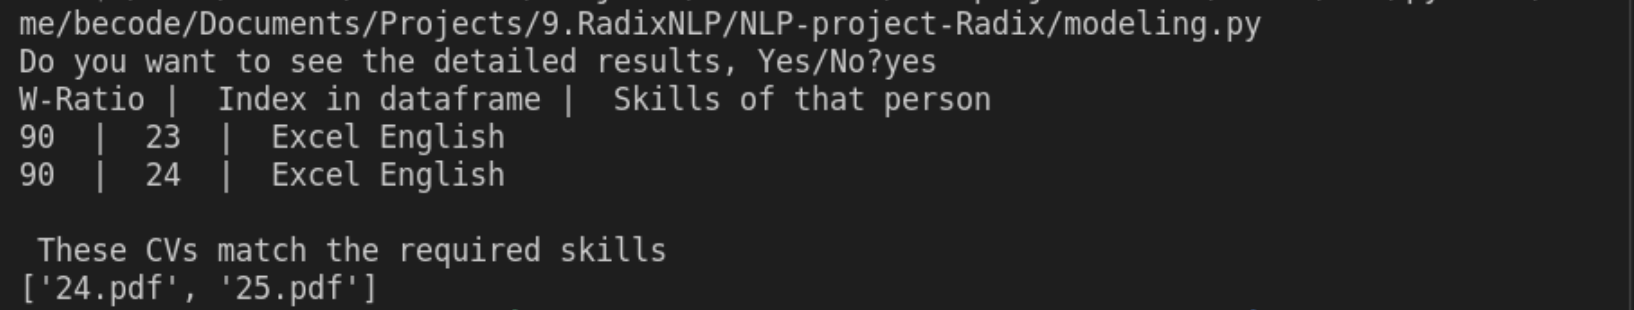 me/becode/Documents/Projects/9.RadixNLP/NLP-project-Radix/modeling.py
Do you want to see the detailed results, Yes/No?yes
W-Ratio |  Index in dataframe |  Skills of that person
90  |  23  |  Excel English
90  |  24  |  Excel English
These CVs match the required skills
['24.pdf', '25.pdf']